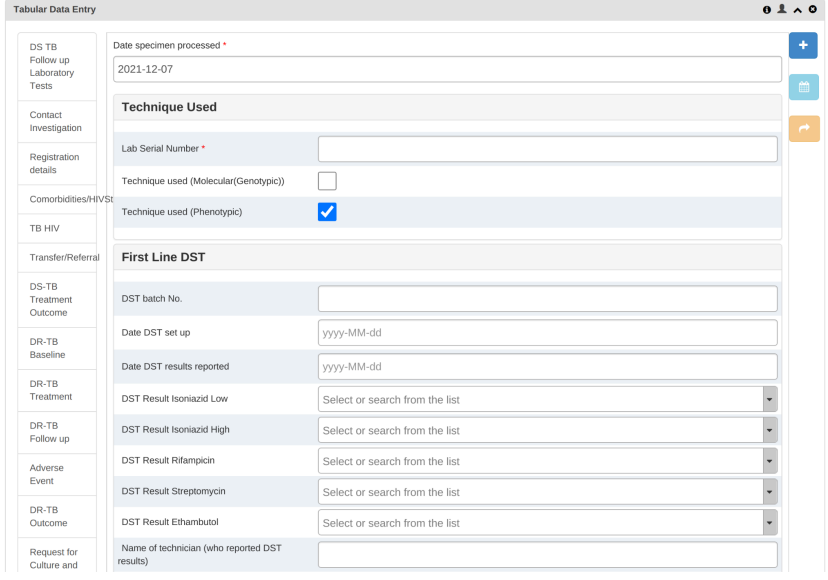 Tabular Data Entry
DS TB
Follow up
Laboratory
Tests
Contact
Investigation
Registration
details
Comorbidities/HIVSt
TB HIV
Transfer/Referral
DS-TB
Treatment
Outcome
DR-TB
Baseline
DR-TB
Treatment
DR-TB
Follow up
Adverse
Event
DR-TB
Outcome
Request for
Culture and
Date specimen processed *
2021-12-07
Technique Used
Lab Serial Number *
Technique used (Molecular(Genotypic))
Technique used (Phenotypic)
First Line DST
DST batch No.
Date DST set up
yyyy-MM-dd
Date DST results reported
yyyy-MM-dd
DST Result Isoniazid Low
Select or search from the list
DST Result Isoniazid High
Select or search from the list
DST Result Rifampicin
Select or search from the list
DST Result Streptomycin
Select or search from the list
DST Result Ethambutol
Select or search from the list
Name of technician (who reported DST
results)